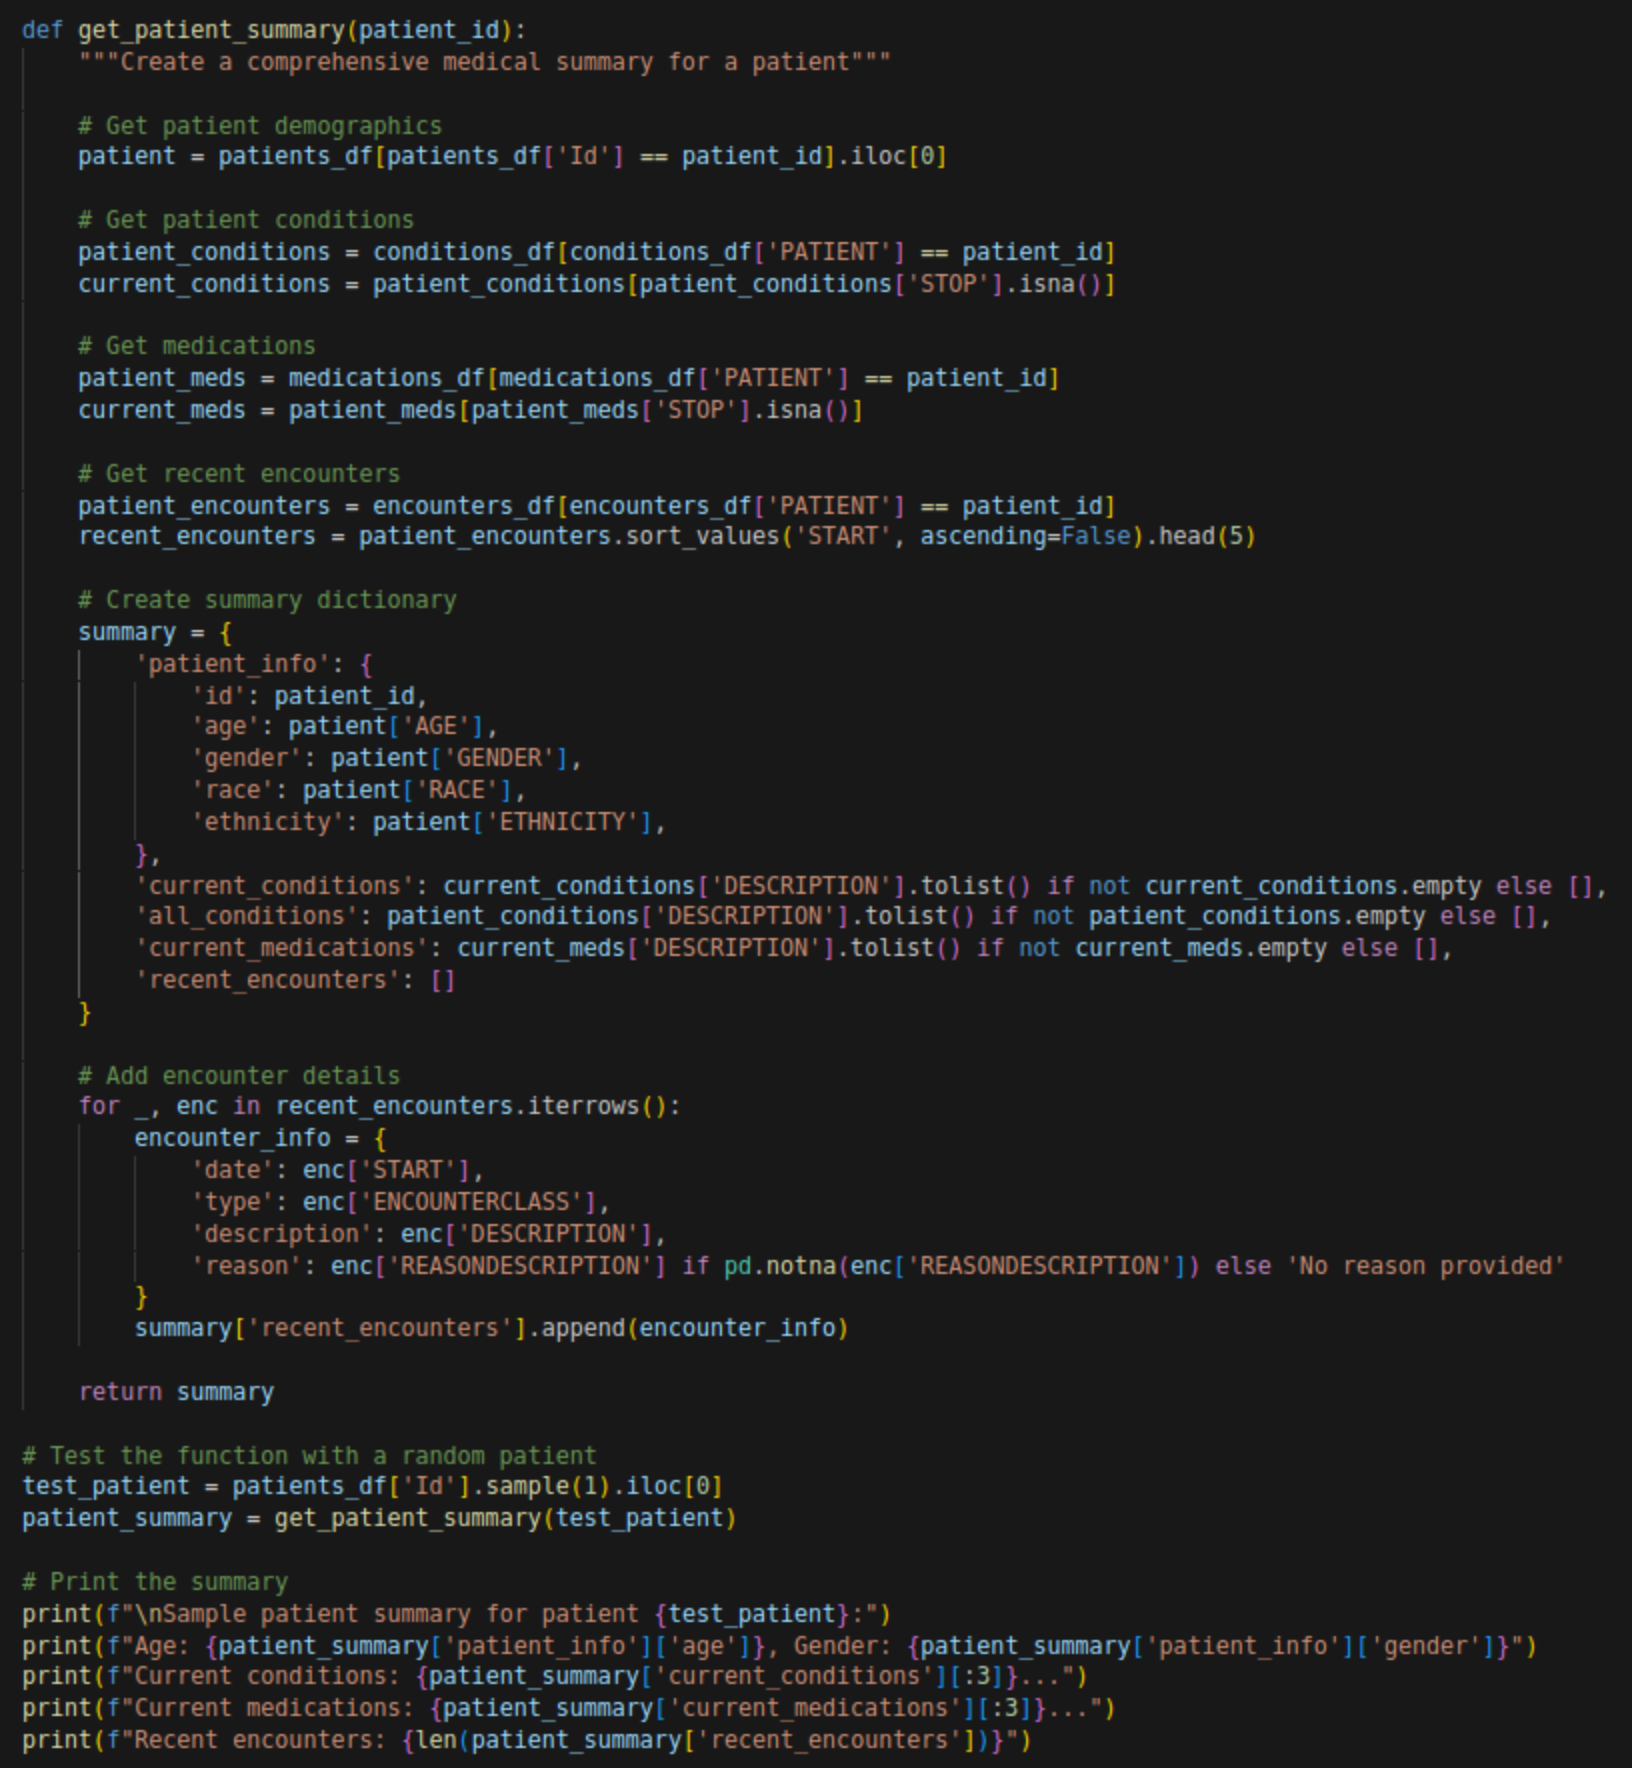 def get_patient_summary(patient_id):
    """Create a comprehensive medical summary for a patient"""

    # Get patient demographics
    patient = patients_df[patients_df['Id'] == patient_id].iloc[0]

    # Get patient conditions
    patient_conditions = conditions_df[conditions_df['PATIENT'] == patient_id]
    current_conditions = patient_conditions[patient_conditions['STOP'].isna()]

    # Get medications
    patient_meds = medications_df[medications_df['PATIENT'] == patient_id]
    current_meds = patient_meds[patient_meds['STOP'].isna()]

    # Get recent encounters
    patient_encounters = encounters_df[encounters_df['PATIENT'] == patient_id]
    recent_encounters = patient_encounters.sort_values('START', ascending=False).head(5)

    # Create summary dictionary
    summary = {
        'patient_info': {
            'id': patient_id,
            'age': patient['AGE'],
            'gender': patient['GENDER'],
            'race': patient['RACE'],
            'ethnicity': patient['ETHNICITY'],
        },
        'current_conditions': current_conditions['DESCRIPTION'].tolist() if not current_conditions.empty else [],
        'all_conditions': patient_conditions['DESCRIPTION'].tolist() if not patient_conditions.empty else [],
        'current_medications': current_meds['DESCRIPTION'].tolist() if not current_meds.empty else [],
        'recent_encounters': []
    }

    # Add encounter details
    for _, enc in recent_encounters.iterrows():
        encounter_info = {
            'date': enc['START'],
            'type': enc['ENCOUNTERCLASS'],
            'description': enc['DESCRIPTION'],
            'reason': enc['REASONDESCRIPTION'] if pd.notna(enc['REASONDESCRIPTION']) else 'No reason provided'
        }
        summary['recent_encounters'].append(encounter_info)

    return summary

# Test the function with a random patient
test_patient = patients_df['Id'].sample(1).iloc[0]
patient_summary = get_patient_summary(test_patient)

# Print the summary
print(f"\nSample patient summary for patient {test_patient}:")
print(f"Age: {patient_summary['patient_info']['age']}, Gender: {patient_summary['patient_info']['gender']}")
print(f"Current conditions: {patient_summary['current_conditions'][:3]}...")
print(f"Current medications: {patient_summary['current_medications'][:3]}...")
print(f"Recent encounters: {len(patient_summary['recent_encounters'])}")